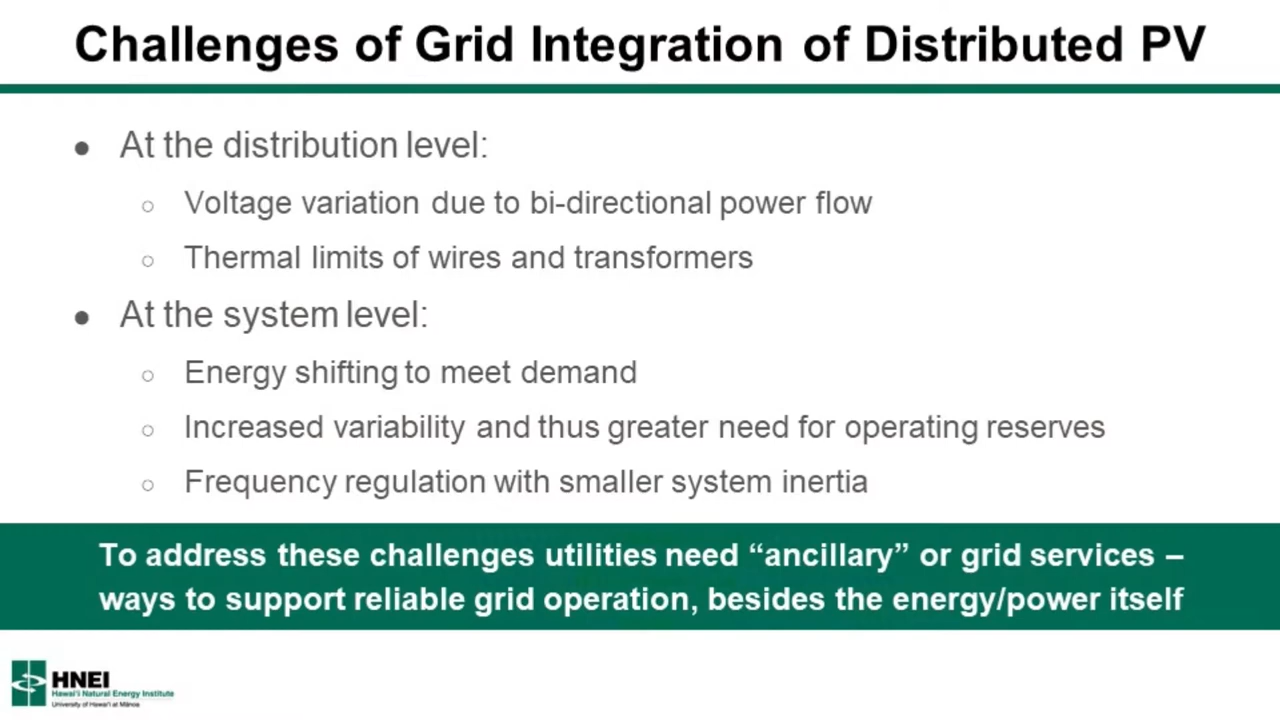 Challenges of Grid Integration of Distributed PV
● At the distribution level:
○ Voltage variation due to bi-directional power flow
○ Thermal limits of wires and transformers
● At the system level:
○ Energy shifting to meet demand
○ Increased variability and thus greater need for operating reserves
○ Frequency regulation with smaller system inertia
To address these challenges utilities need “ancillary” or grid services –
ways to support reliable grid operation, besides the energy/power itself
HNEI
Hawai‘i Natural Energy Institute
University of Hawai‘i at Mānoa